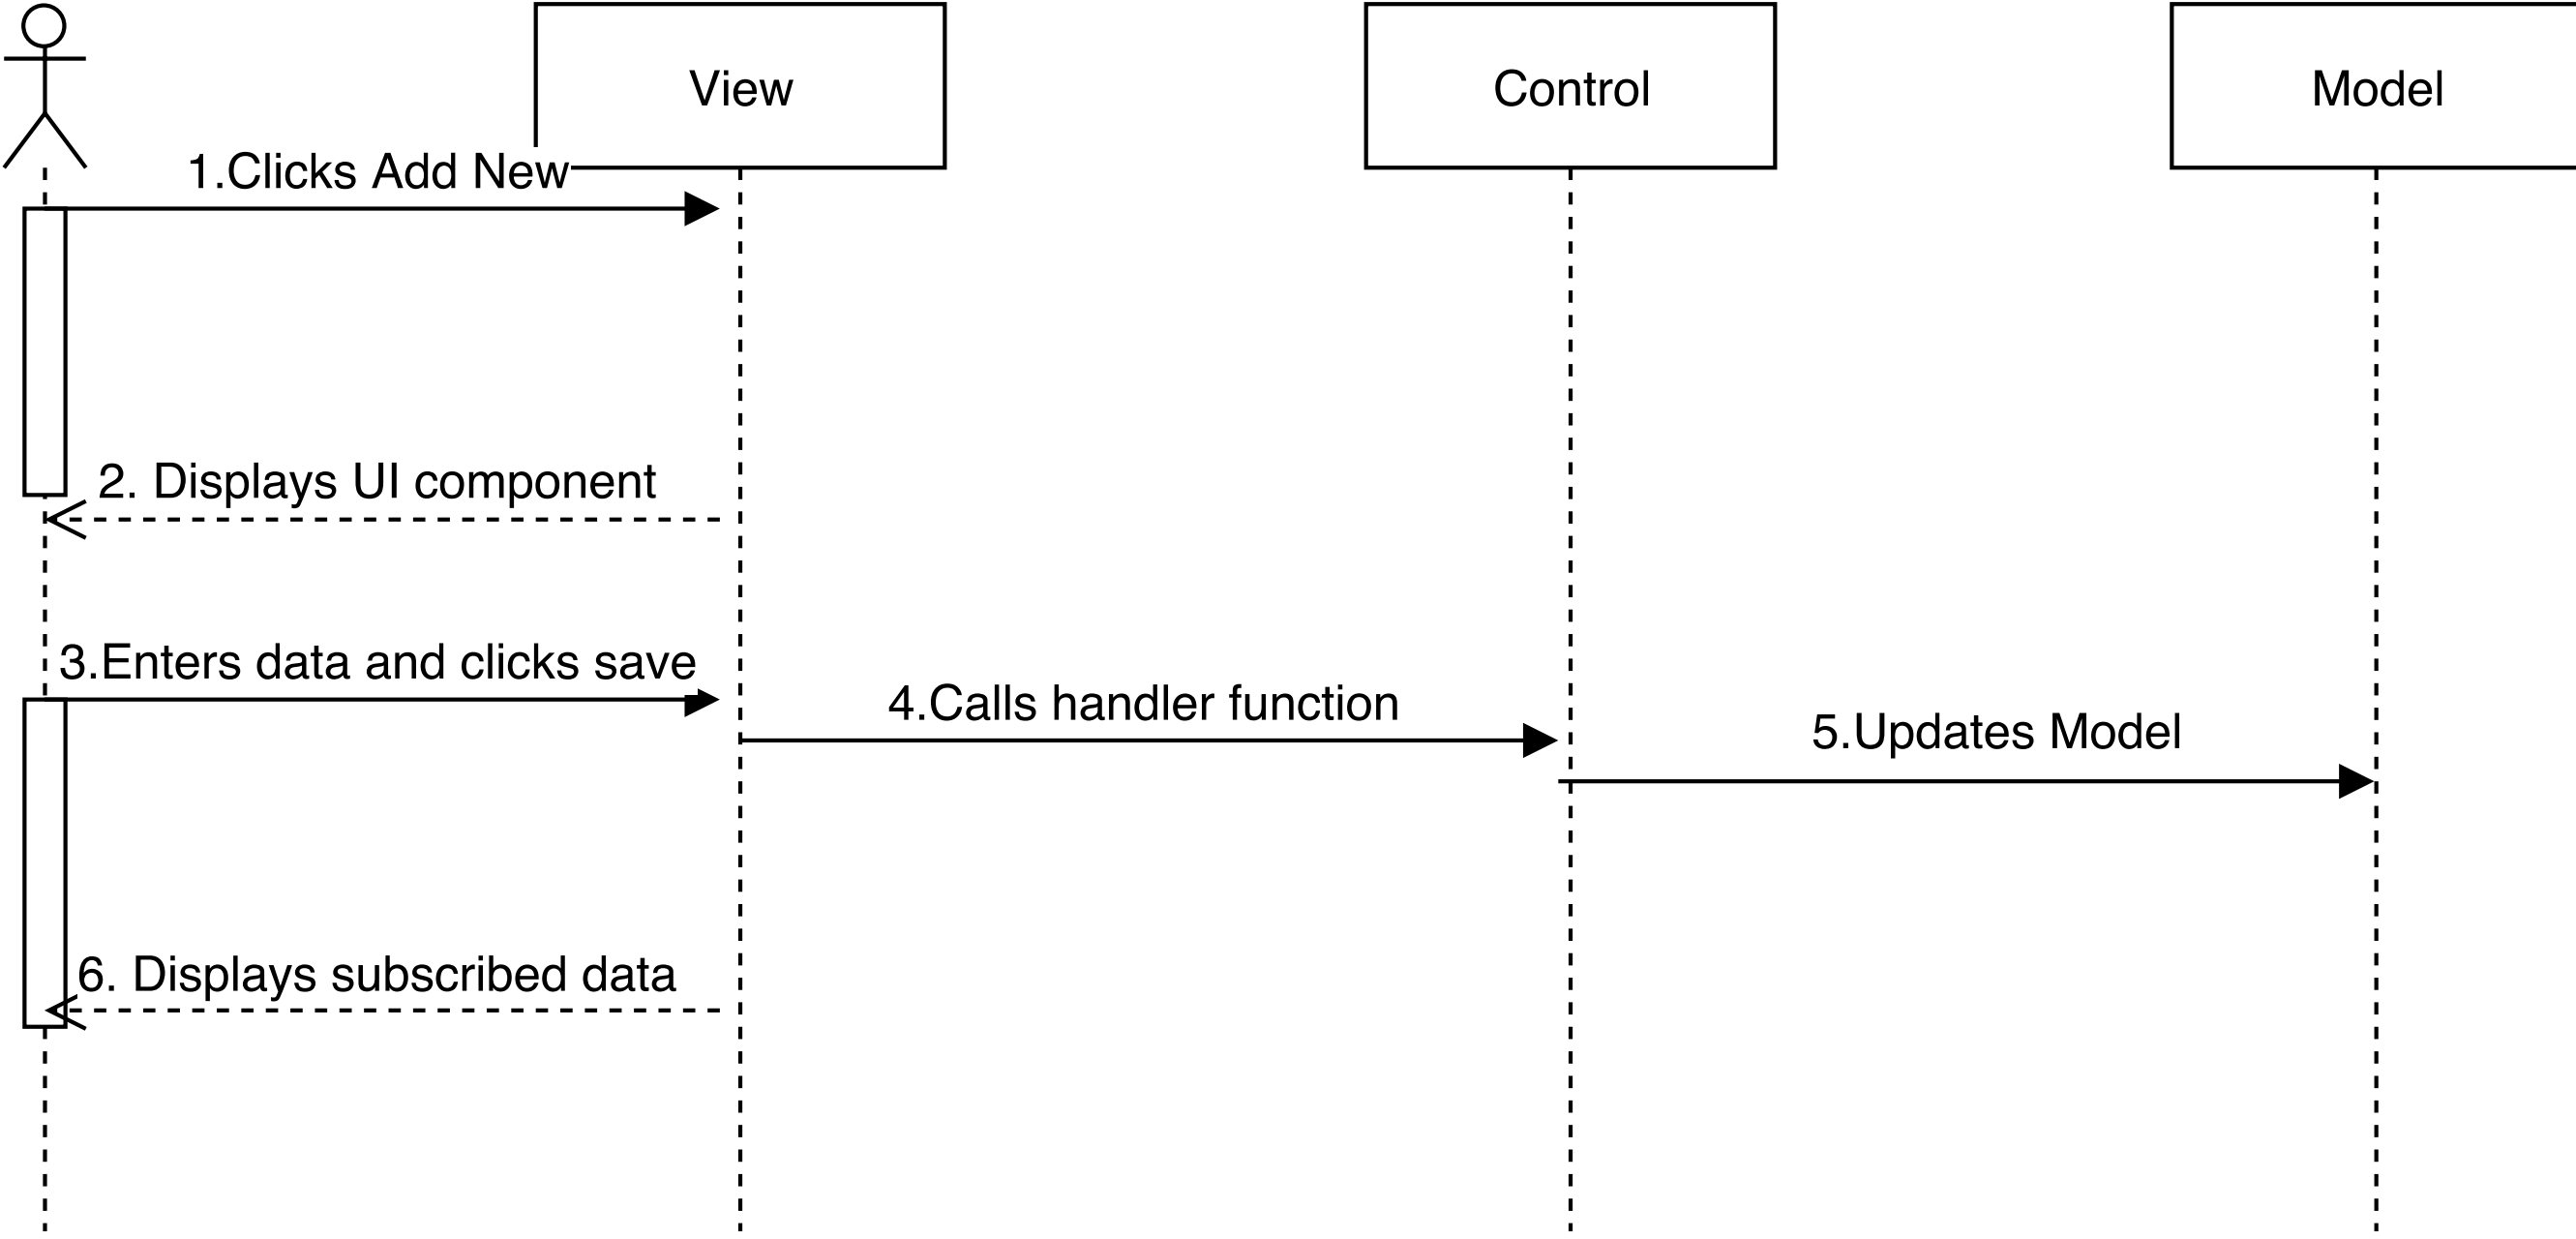 View
Control
Model
1.Clicks Add New
2. Displays UI component
3.Enters data and clicks save
4.Calls handler function
5.Updates Model
6. Displays subscribed data